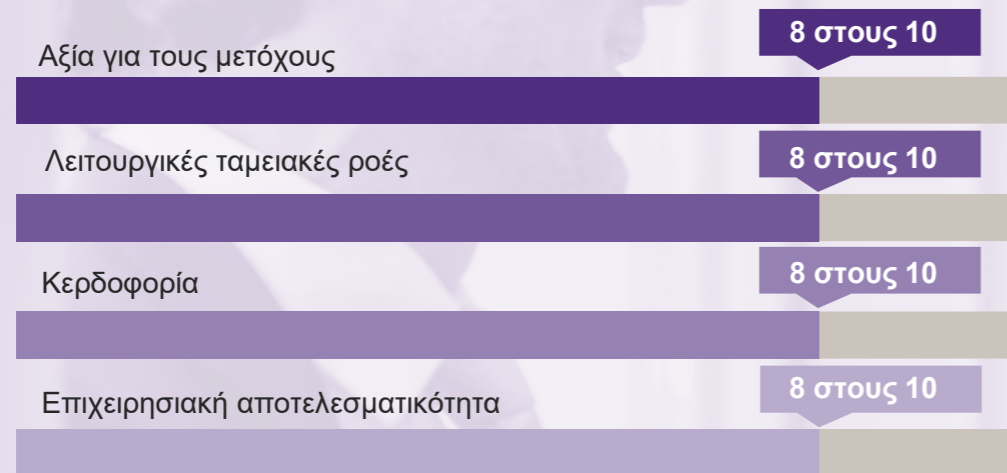 8 στους 10
Αξία για τους μετόχους
8 στους 10
Λειτουργικές ταμειακές ροές
8 στους 10
Κερδοφορία
8 στους 10
Επιχειρησιακή αποτελεσματικότητα